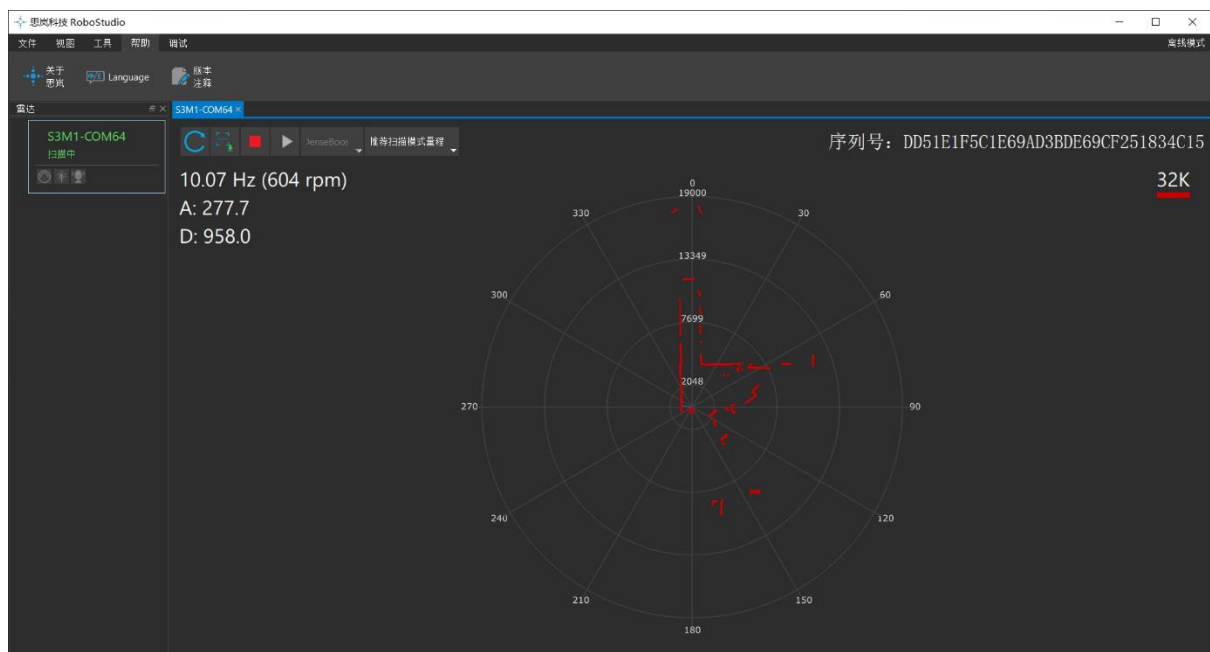 思岚科技 RoboStudio
文件 视图 工具 帮助 调试
离线模式
关于
思岚
中/E Language
版本
注释
雷达
S3M1-COM64
S3M1-COM64
扫描中
JenseBoos
推荐扫描模式量程
序列号: DD51E1F5C1E69AD3BDE69CF251834C15
10.07 Hz (604 rpm)
32K
A: 277.7
D: 958.0
0
19000
330
30
13349
300
60
7699
2048
270
90
240
120
210
150
180